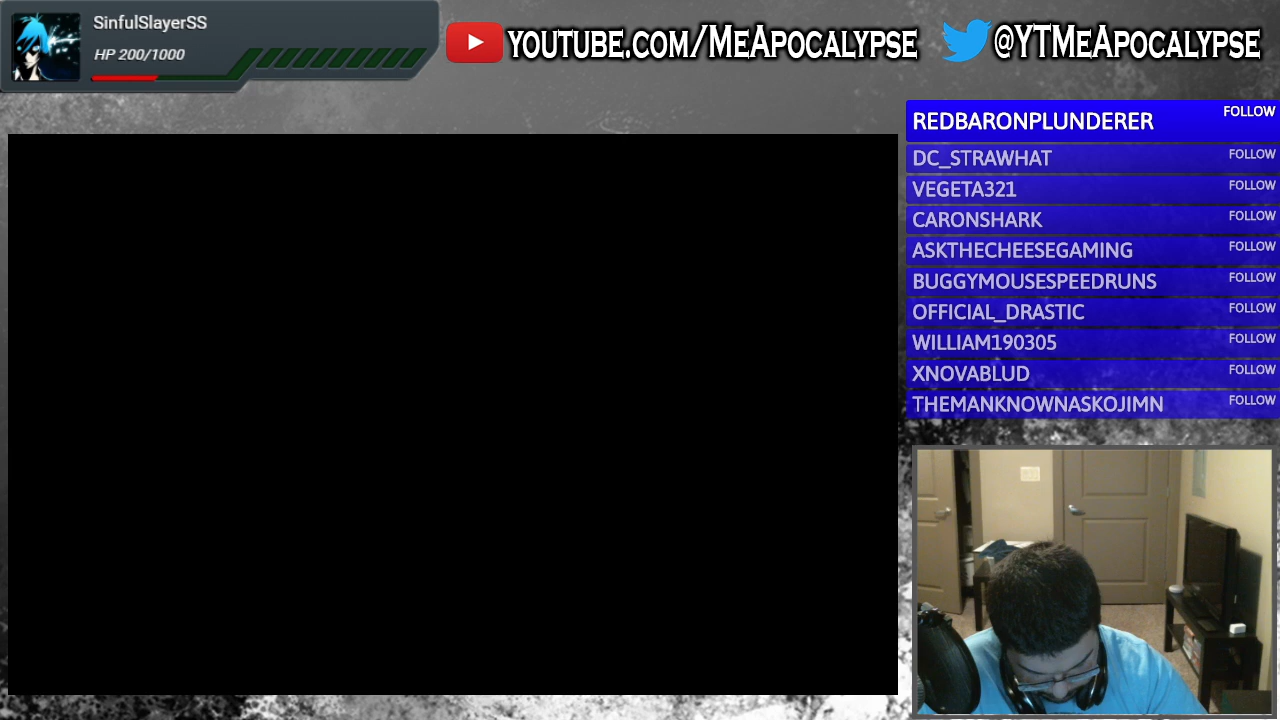 SinfulSlayerSS
HP 200/1000
YOUTUBE.COM/MEAPOCALYPSE
@YTMEAPOCALYPSE
REDBARONPLUNDERER FOLLOW
DC_STRAWHAT FOLLOW
VEGETA321 FOLLOW
CARONSHARK FOLLOW
ASKTHECHEESEGAMING FOLLOW
BUGGYMOUSESPEEDRUNS FOLLOW
OFFICIAL_DRASTIC FOLLOW
WILLIAM190305 FOLLOW
XNOVABLUD FOLLOW
THEMANKNOWNASKOJIMN FOLLOW